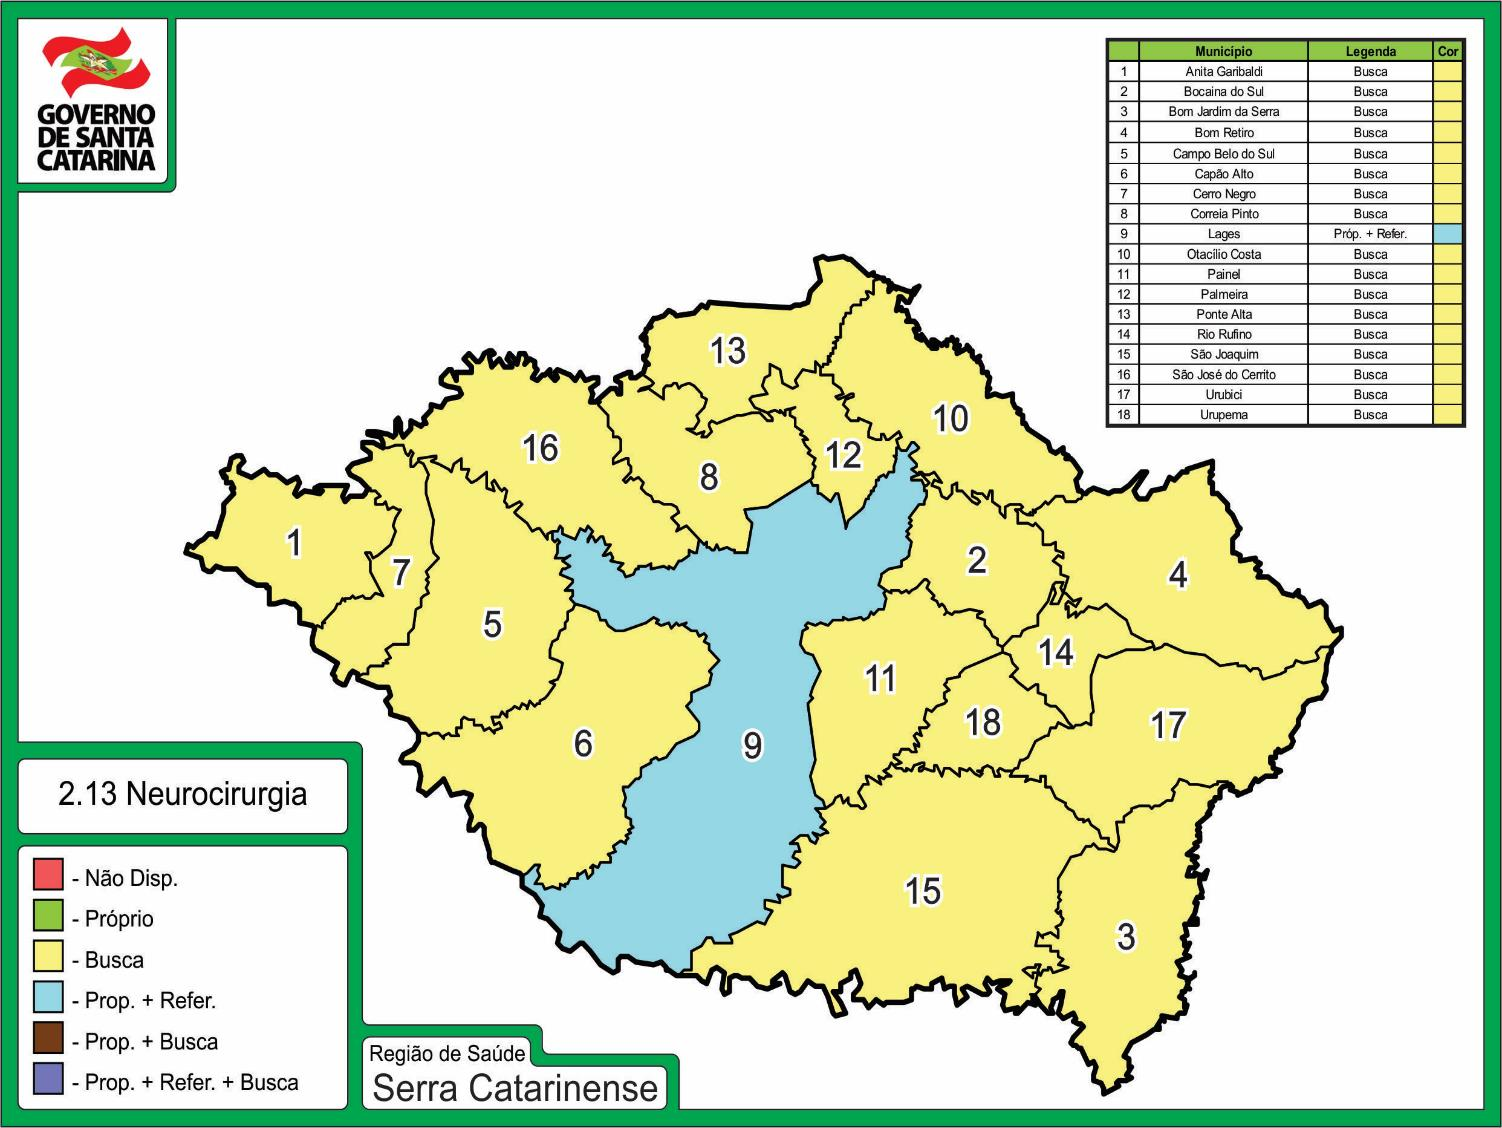 GOVERNO
DE SANTA
CATARINA
Município Legenda Cor
1 Anita Garibaldi Busca
2 Bocaina do Sul Busca
3 Bom Jardim da Serra Busca
4 Bom Retiro Busca
5 Campo Belo do Sul Busca
6 Capão Alto Busca
7 Cerro Negro Busca
8 Correia Pinto Busca
9 Lages Próp. + Refer.
10 Otacílio Costa Busca
11 Painel Busca
12 Palmeira Busca
13 Ponte Alta Busca
14 Rio Rufino Busca
15 São Joaquim Busca
16 São José do Cerrito Busca
17 Urubici Busca
18 Urupema Busca
13
10
16
12
8
1
2
7
4
5
14
11
18
17
6
9
15
3
2.13 Neurocirurgia
- Não Disp.
- Próprio
- Busca
- Prop. + Refer.
- Prop. + Busca
- Prop. + Refer. + Busca
Região de Saúde
Serra Catarinense